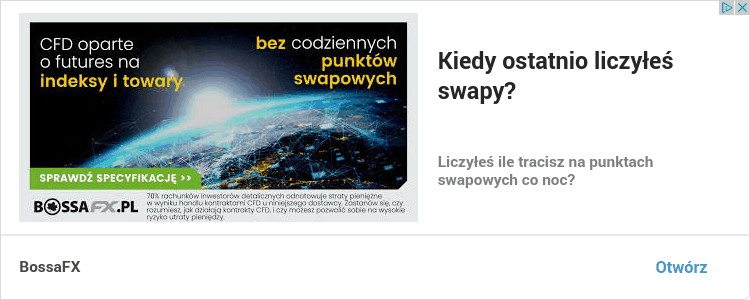 CFD oparte
o futures na
indeksy i towary
bez codziennych
punktów
swapowych
SPRAWDŹ SPECYFIKACJĘ >>
BOSSAFX.PL
70% rachunków inwestorów detalicznych odnotowuje straty pieniężne
w wyniku handlu kontraktami CFD u niniejszego dostawcy. Zastanów się, czy
rozumiesz, jak działają kontrakty CFD, i czy możesz pozwolić sobie na wysokie
ryzyko utraty pieniędzy.
Kiedy ostatnio liczyłeś
swapy?
Liczyłeś ile tracisz na punktach
swapowych co noc?
BossaFX
Otwórz